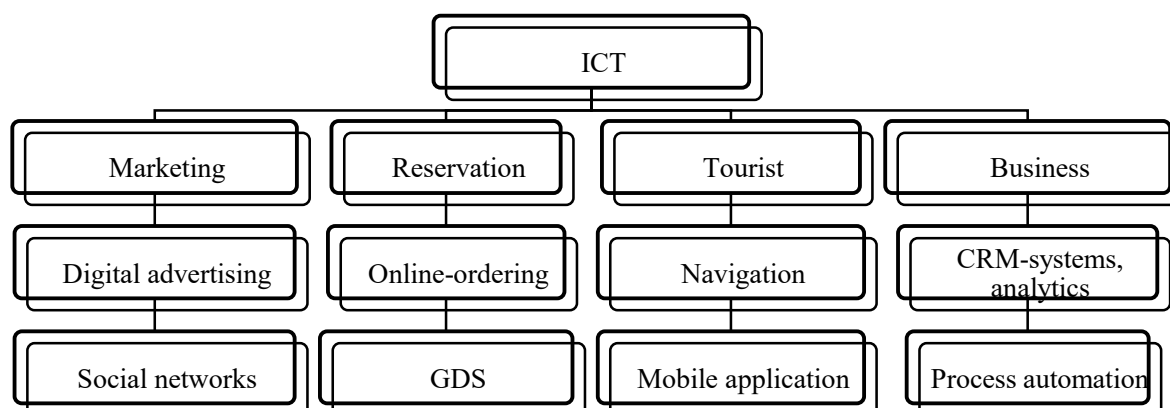 ICT
Marketing
Reservation
Tourist
Business
Digital advertising
Online-ordering
Navigation
CRM-systems,
analytics
Social networks
GDS
Mobile application
Process automation